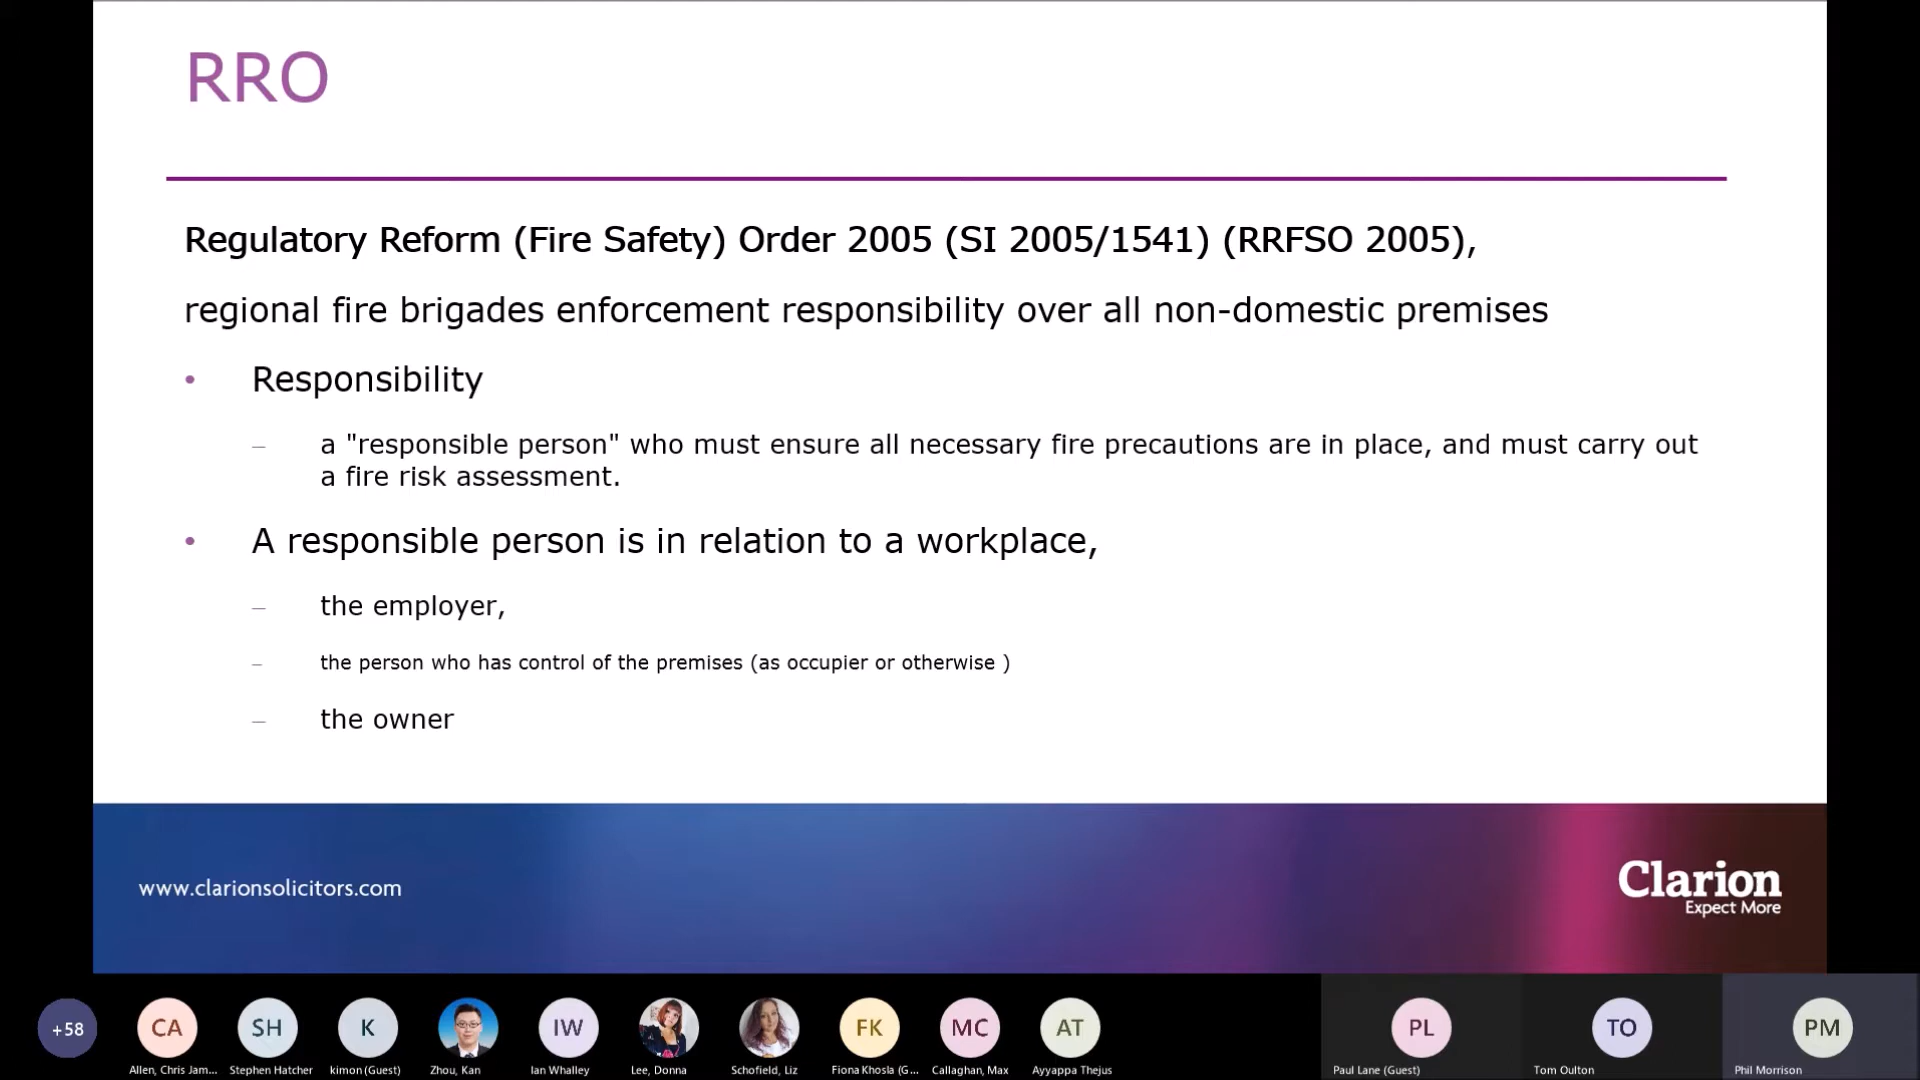 RRO
Regulatory Reform (Fire Safety) Order 2005 (SI 2005/1541) (RRFSO 2005),
regional fire brigades enforcement responsibility over all non-domestic premises
• Responsibility
– a "responsible person" who must ensure all necessary fire precautions are in place, and must carry out
a fire risk assessment.
• A responsible person is in relation to a workplace,
– the employer,
– the person who has control of the premises (as occupier or otherwise )
– the owner
www.clarionsolicitors.com
Clarion
Expect More
+58
CA
SH
K
IW
FK
MC
AT
PL
TO
PM
Allen, Chris Jam...
Stephen Hatcher
kimon (Guest)
Zhou, Kan
Ian Whalley
Lee, Donna
Schofield, Liz
Fiona Khosla (G...
Callaghan, Max
Ayyappa Thejus
Paul Lane (Guest)
Tom Oulton
Phil Morrison